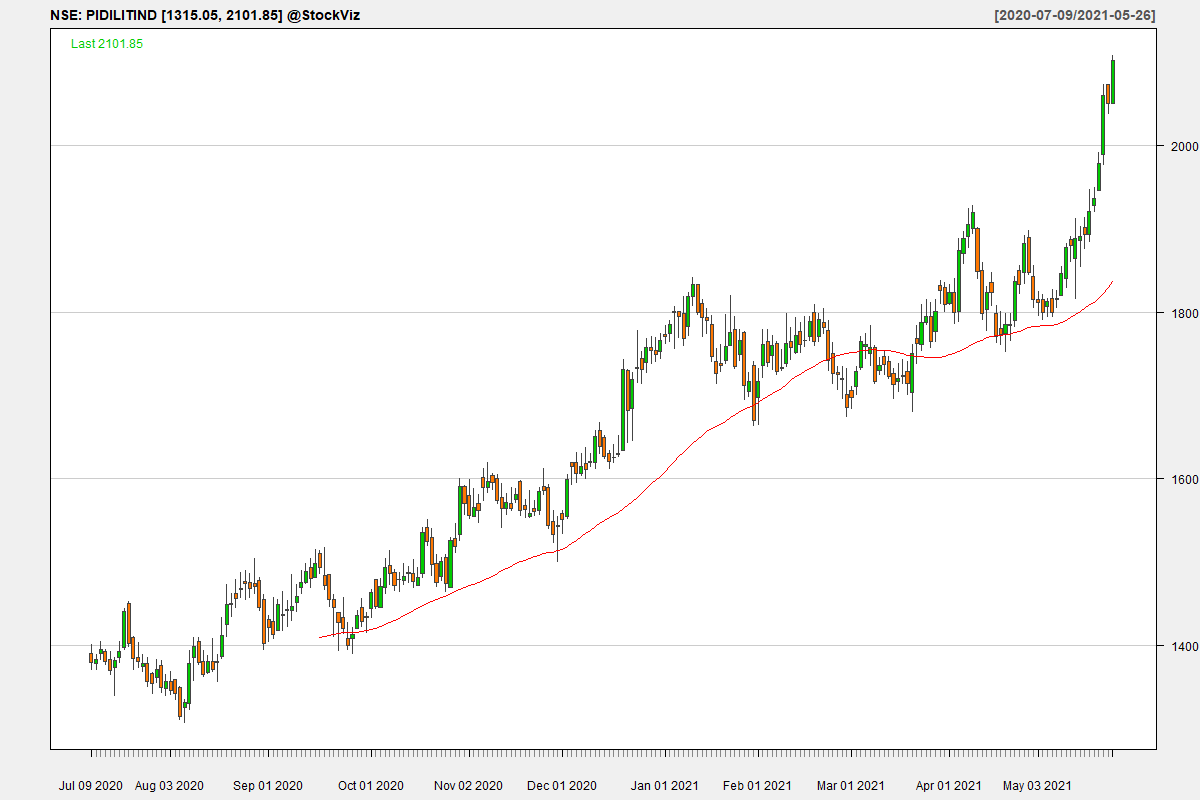 NSE: PIDILITIND [1315.05, 2101.85] @StockViz [2020-07-09/2021-05-26]
Last 2101.85
2000
1800
1600
1400
Jul 09 2020 Aug 03 2020 Sep 01 2020 Oct 01 2020 Nov 02 2020 Dec 01 2020 Jan 01 2021 Feb 01 2021 Mar 01 2021 Apr 01 2021 May 03 2021